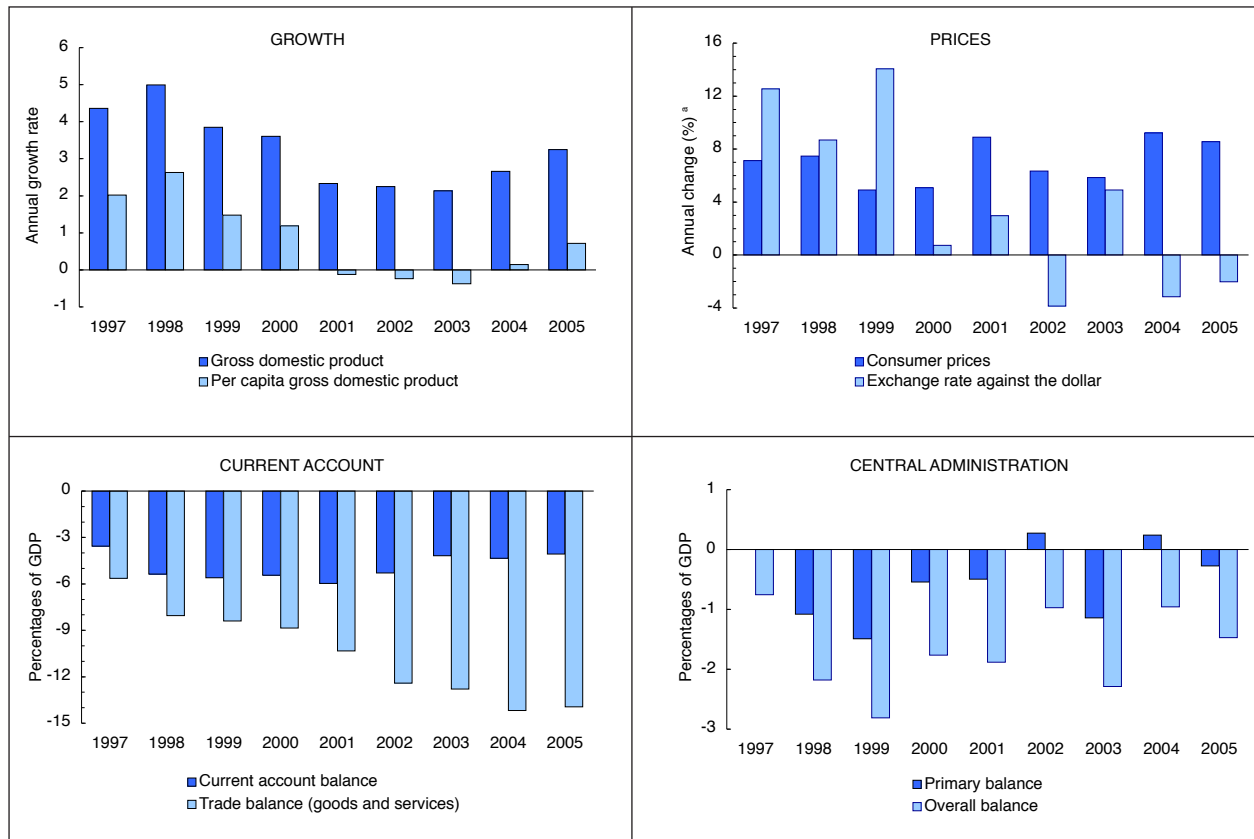 GROWTH
Annual growth rate
6
5
4
3
2
1
0
-1
1997 1998 1999 2000 2001 2002 2003 2004 2005
Gross domestic product
Per capita gross domestic product
PRICES
Annual change (%) a
16
12
8
4
0
-4
1997 1998 1999 2000 2001 2002 2003 2004 2005
Consumer prices
Exchange rate against the dollar
CURRENT ACCOUNT
Percentages of GDP
0
-3
-6
-9
-12
-15
1997 1998 1999 2000 2001 2002 2003 2004 2005
Current account balance
Trade balance (goods and services)
CENTRAL ADMINISTRATION
Percentages of GDP
1
0
-1
-2
-3
1997 1998 1999 2000 2001 2002 2003 2004 2005
Primary balance
Overall balance